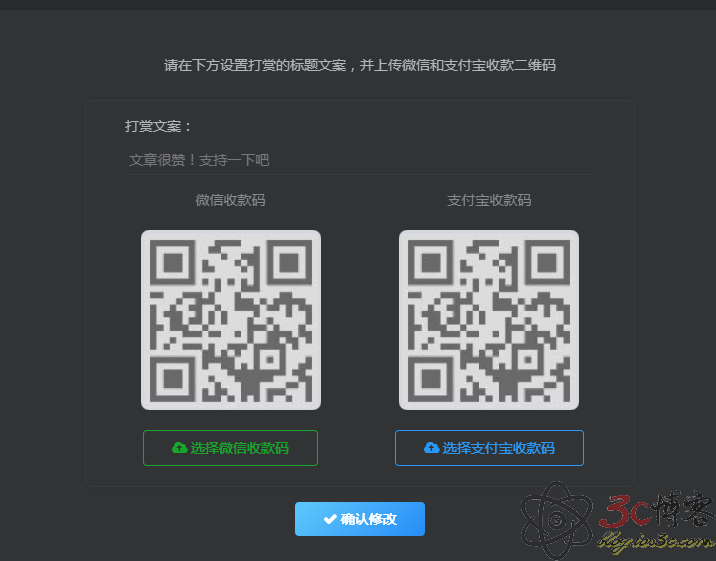 请在下方设置打赏的标题文案，并上传微信和支付宝收款二维码
打赏文案：
文章很赞！支持一下吧
微信收款码
支付宝收款码
选择微信收款码
选择支付宝收款码
确认修改
3c博客